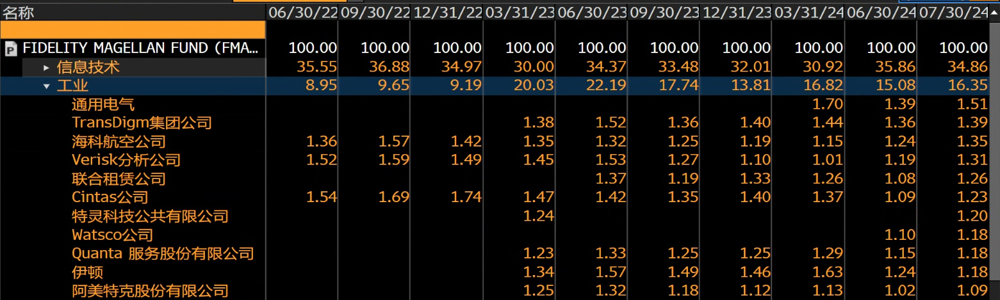 名称 06/30/22 09/30/22 12/31/22 03/31/23 06/30/23 09/30/23 12/31/23 03/31/24 06/30/24 07/30/24
P FIDELITY MAGELLAN FUND (FMA... 100.00 100.00 100.00 100.00 100.00 100.00 100.00 100.00 100.00 100.00
信息技术 35.55 36.88 34.97 30.00 34.37 33.48 32.01 30.92 35.86 34.86
工业 8.95 9.65 9.19 20.03 22.19 17.74 13.81 16.82 15.08 16.35
通用电气 1.70 1.39 1.51
TransDigm集团公司 1.38 1.52 1.36 1.40 1.44 1.36 1.39
海科航空公司 1.36 1.57 1.42 1.35 1.32 1.25 1.19 1.15 1.24 1.35
Verisk分析公司 1.52 1.59 1.49 1.45 1.53 1.27 1.10 1.01 1.19 1.31
联合租赁公司 1.37 1.19 1.33 1.26 1.08 1.26
Cintas公司 1.54 1.69 1.74 1.47 1.42 1.35 1.40 1.37 1.09 1.23
特灵科技公共有限公司 1.24 1.20
Watsco公司 1.10 1.18
Quanta 服务股份有限公司 1.23 1.33 1.25 1.25 1.29 1.15 1.18
伊顿 1.34 1.57 1.49 1.46 1.63 1.24 1.18
阿美特克股份有限公司 1.25 1.32 1.18 1.12 1.13 1.02 1.09